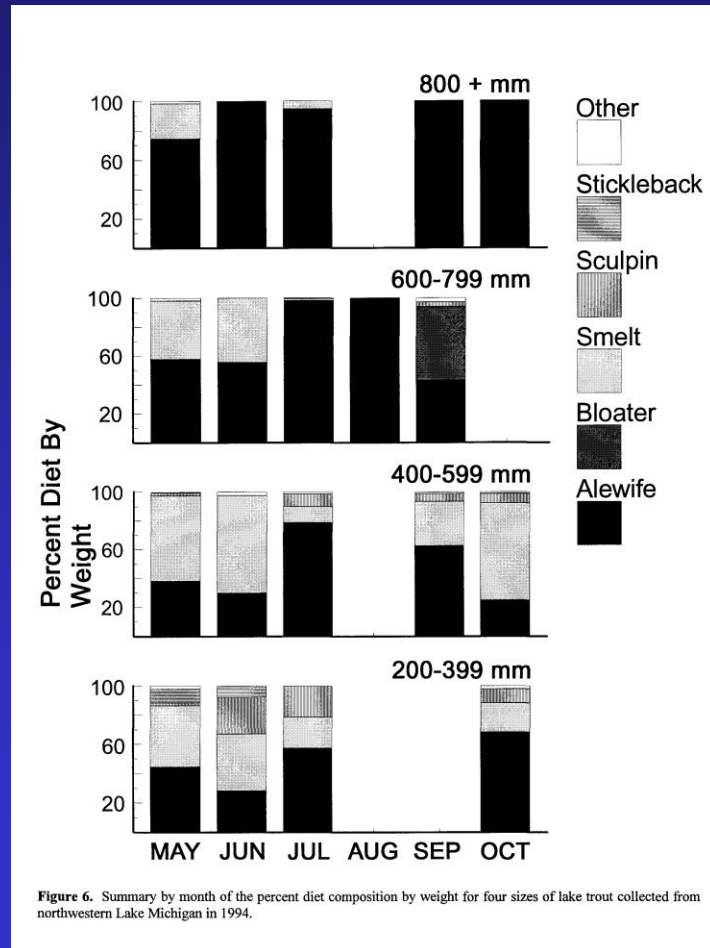 800 + mm
100
60
20
600-799 mm
100
60
20
400-599 mm
100
60
20
200-399 mm
100
60
20
Percent Diet By
Weight
MAY JUN JUL AUG SEP OCT
Other
Stickleback
Sculpin
Smelt
Bloater
Alewife
Figure 6. Summary by month of the percent diet composition by weight for four sizes of lake trout collected from
northwestern Lake Michigan in 1994.